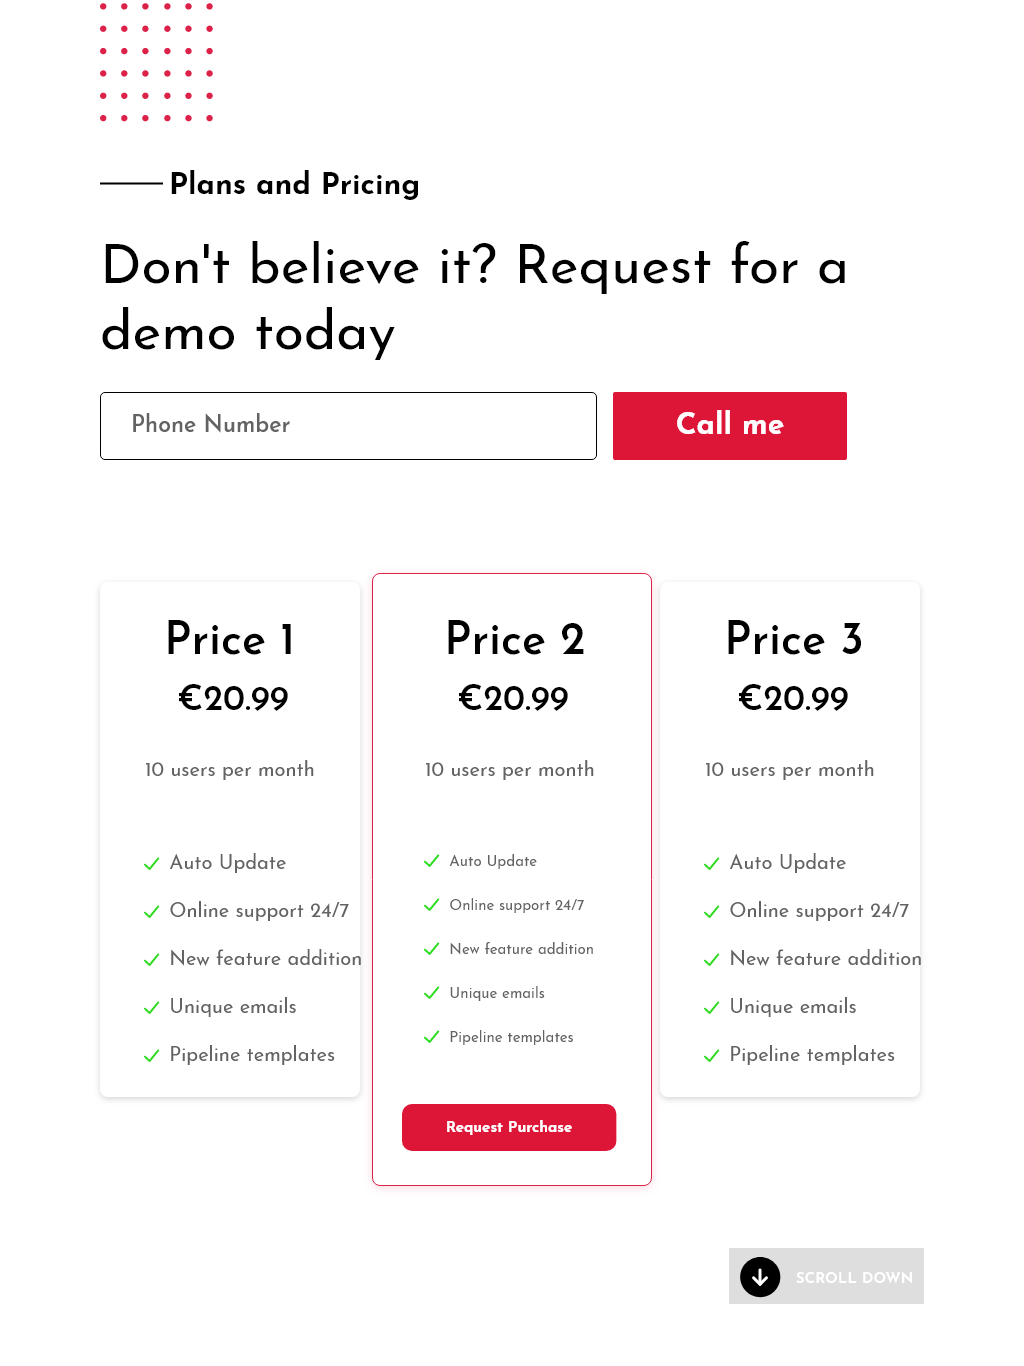 Plans and Pricing
Don't believe it? Request for a
demo today
Phone Number
Call me
Price 1
€20.99
10 users per month
Auto Update
Online support 24/7
New feature addition
Unique emails
Pipeline templates
Price 2
€20.99
10 users per month
Auto Update
Online support 24/7
New feature addition
Unique emails
Pipeline templates
Request Purchase
Price 3
€20.99
10 users per month
Auto Update
Online support 24/7
New feature addition
Unique emails
Pipeline templates
SCROLL DOWN